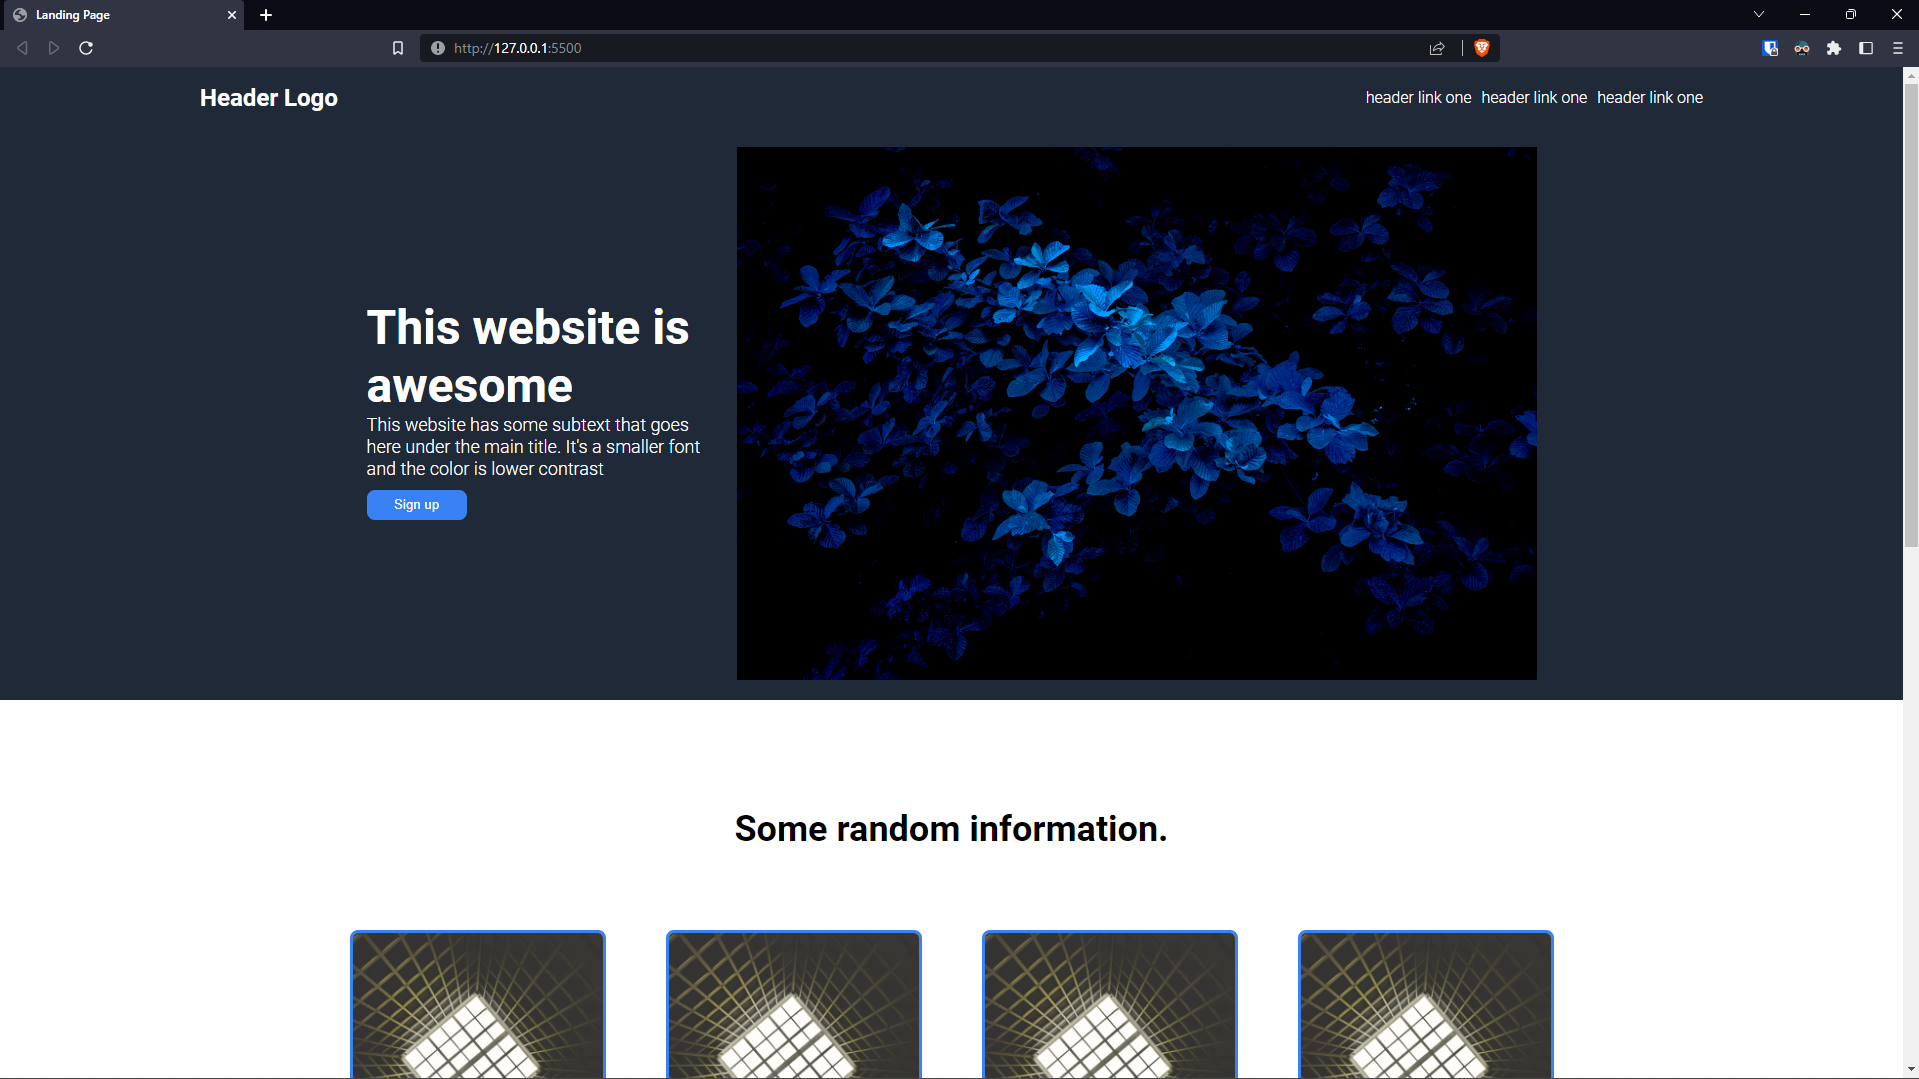 Landing Page
http://127.0.0.1:5500
Header Logo
header link one header link one header link one
This website is
awesome
This website has some subtext that goes
here under the main title. It's a smaller font
and the color is lower contrast
Sign up
Some random information.